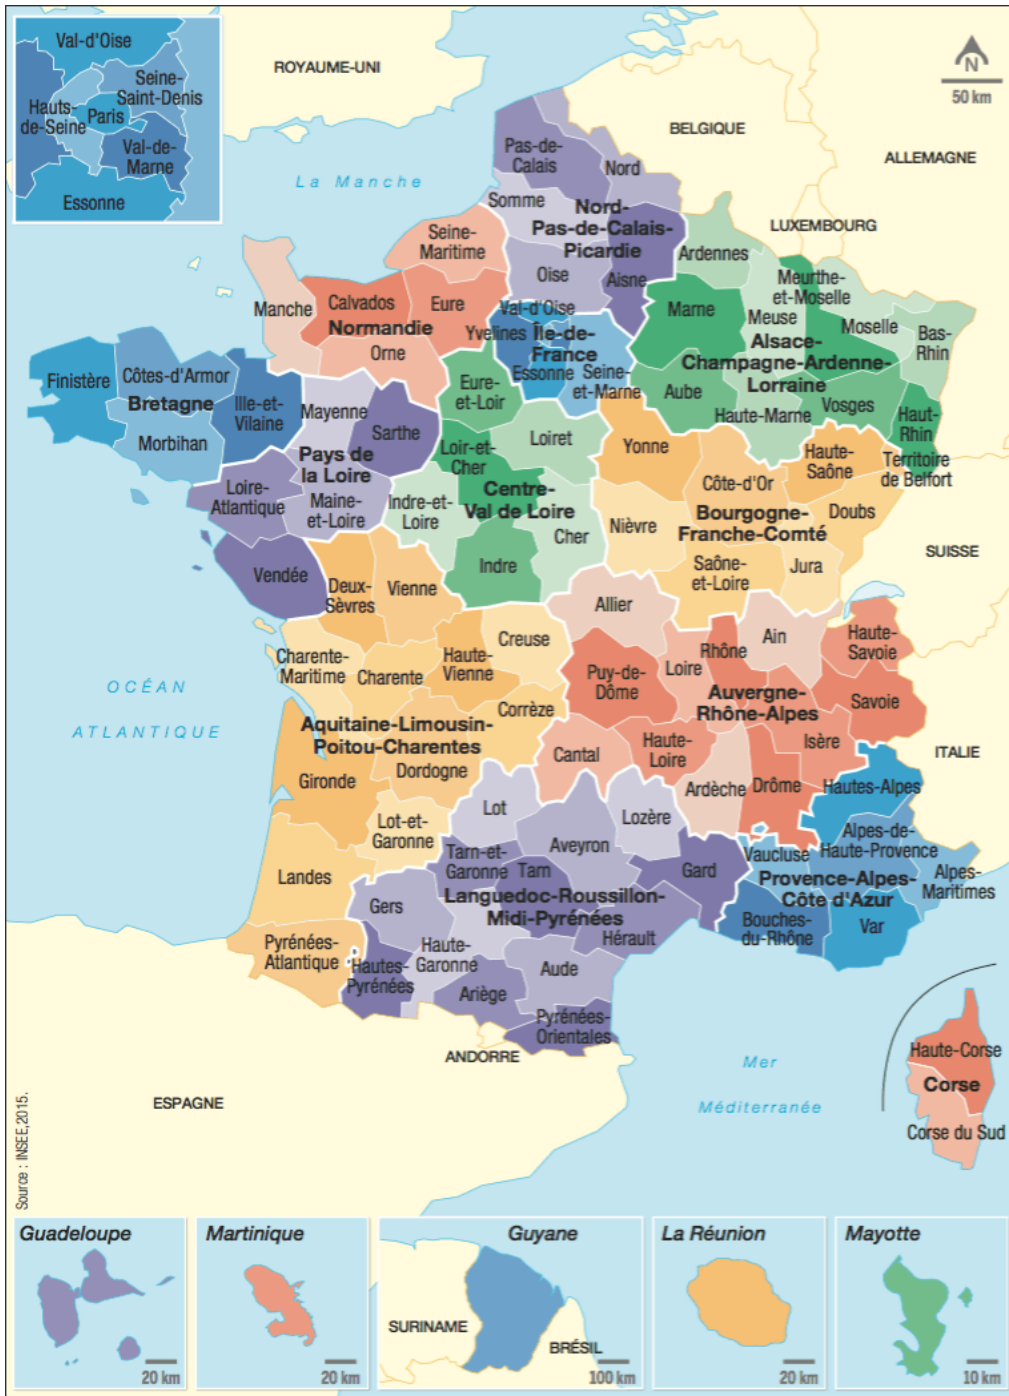 Val-d'Oise
Seine-
Saint-Denis
Hauts-
de-Seine
Paris
Val-de-
Marne
Essonne
ROYAUME-UNI
N
50 km
BELGIQUE
ALLEMAGNE
LUXEMBOURG
La Manche
Pas-de-
Calais
Nord
Somme
Nord-
Pas-de-Calais-
Picardie
Oise
Aisne
Seine-
Maritime
Manche
Calvados
Eure
Normandie
Orne
Val-d'Oise
Yvelines
Île-de-
France
Essonne
Seine-
et-Marne
Ardennes
Marne
Meuse
Meurthe-
et-Moselle
Moselle
Bas-
Rhin
Alsace-
Champagne-Ardenne-
Lorraine
Aube
Haute-Marne
Vosges
Haut-
Rhin
Finistère
Côtes-d'Armor
Bretagne
Ille-et-
Vilaine
Morbihan
Mayenne
Sarthe
Pays de
la Loire
Loire-
Atlantique
Maine-
et-Loire
Vendée
Eure-
et-Loir
Loiret
Loir-et-
Cher
Centre-
Val de Loire
Indre-et-
Loire
Cher
Indre
Yonne
Côte-d'Or
Haute-
Saône
Territoire
de Belfort
Nièvre
Bourgogne-
Franche-Comté
Doubs
Saône-
et-Loire
Jura
SUISSE
Deux-
Sèvres
Vienne
Charente-
Maritime
Charente
Haute-
Vienne
Creuse
Corrèze
Aquitaine-Limousin-
Poitou-Charentes
Dordogne
Gironde
Lot-et-
Garonne
Landes
Pyrénées-
Atlantique
OCÉAN
ATLANTIQUE
Allier
Puy-de-
Dôme
Loire
Rhône
Ain
Haute-
Savoie
Auvergne-
Rhône-Alpes
Savoie
Isère
Cantal
Haute-
Loire
Ardèche
Drôme
ITALIE
Lot
Aveyron
Lozère
Tarn-et-
Garonne
Tarn
Gard
Languedoc-Roussillon-
Midi-Pyrénées
Gers
Haute-
Garonne
Hérault
Hautes-
Pyrénées
Ariège
Aude
Pyrénées-
Orientales
Hautes-Alpes
Alpes-de-
Haute-Provence
Vaucluse
Alpes-
Maritimes
Provence-Alpes-
Côte d'Azur
Bouches-
du-Rhône
Var
ANDORRE
ESPAGNE
Mer
Méditerranée
Haute-Corse
Corse
Corse du Sud
Source : INSEE,2015.
Guadeloupe
20 km
Martinique
20 km
Guyane
SURINAME
BRÉSIL
100 km
La Réunion
20 km
Mayotte
10 km